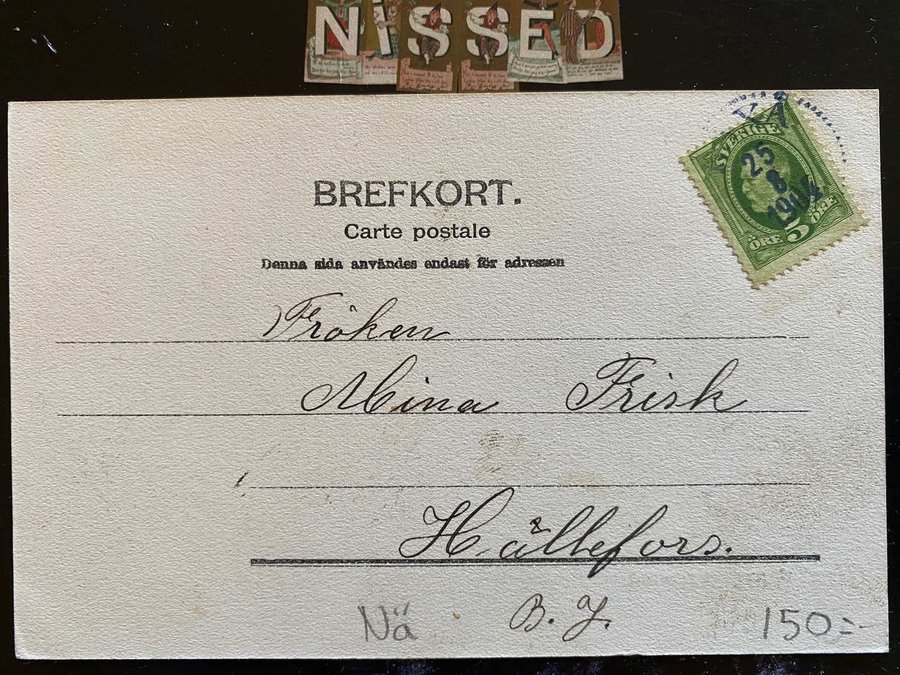 NISSED
BREFKORT.
Carte postale
Denna sida användes endast för adressen
SVERIGE
25
8
1904
5
ÖRE ÖRE
Fröken
Mina Frisk
Hällefors.
B. J.
Nä
150:-